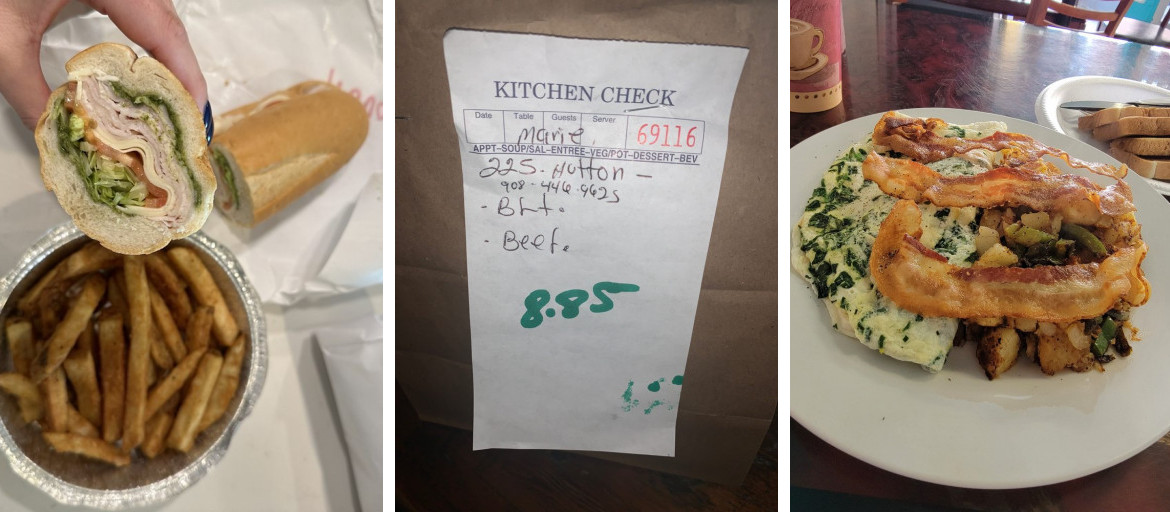 KITCHEN CHECK
Date Table Guests Server
Marie 69116
APPT-SOUP/SAL-ENTREE-VEG/POT-DESSERT-BEV
225. Hutton -
908-446-9625
- BLt.
- Beef.
8.85